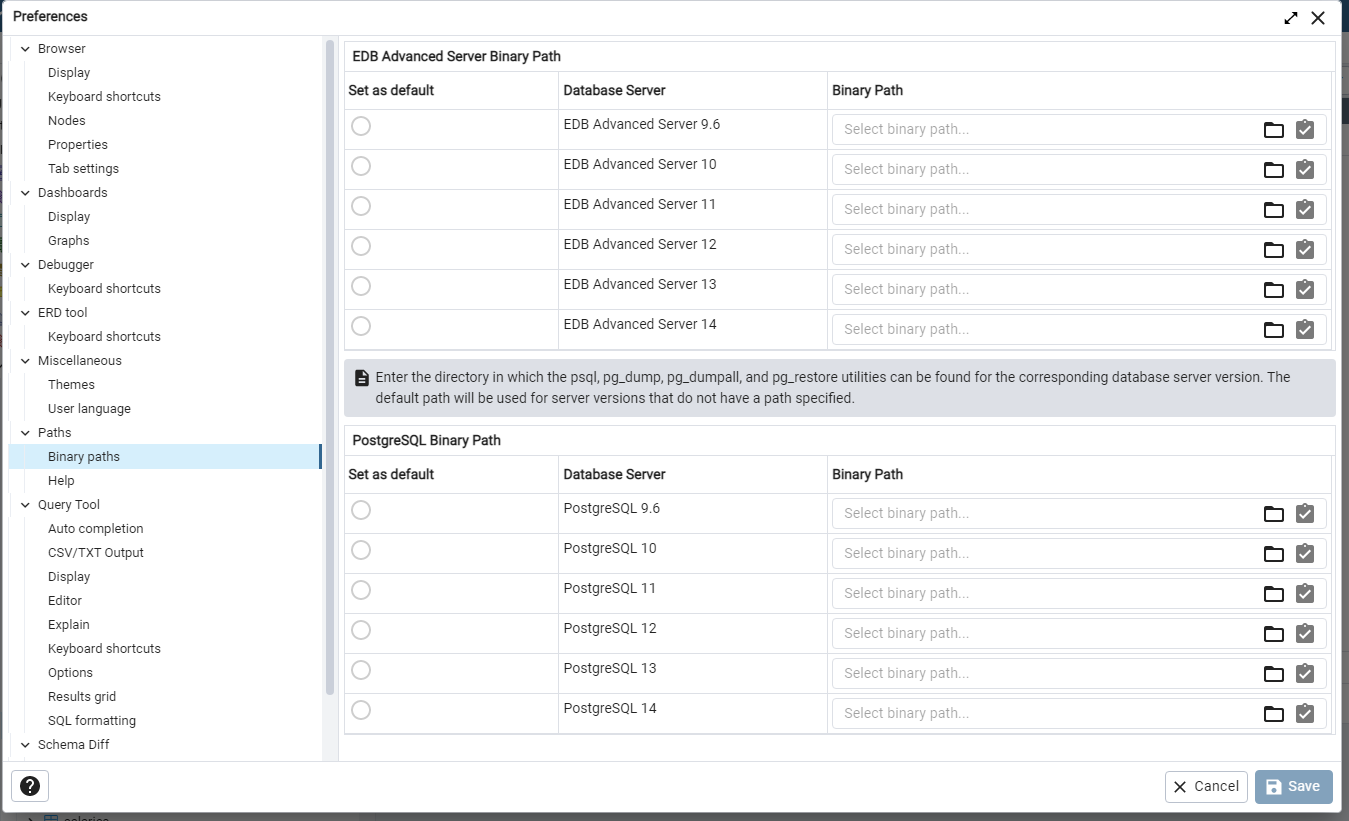 Preferences
Browser
Display
Keyboard shortcuts
Nodes
Properties
Tab settings
Dashboards
Display
Graphs
Debugger
Keyboard shortcuts
ERD tool
Keyboard shortcuts
Miscellaneous
Themes
User language
Paths
Binary paths
Help
Query Tool
Auto completion
CSV/TXT Output
Display
Editor
Explain
Keyboard shortcuts
Options
Results grid
SQL formatting
Schema Diff
EDB Advanced Server Binary Path
Set as default Database Server Binary Path
EDB Advanced Server 9.6 Select binary path...
EDB Advanced Server 10 Select binary path...
EDB Advanced Server 11 Select binary path...
EDB Advanced Server 12 Select binary path...
EDB Advanced Server 13 Select binary path...
EDB Advanced Server 14 Select binary path...
Enter the directory in which the psql, pg_dump, pg_dumpall, and pg_restore utilities can be found for the corresponding database server version. The
default path will be used for server versions that do not have a path specified.
PostgreSQL Binary Path
Set as default Database Server Binary Path
PostgreSQL 9.6 Select binary path...
PostgreSQL 10 Select binary path...
PostgreSQL 11 Select binary path...
PostgreSQL 12 Select binary path...
PostgreSQL 13 Select binary path...
PostgreSQL 14 Select binary path...
Cancel Save